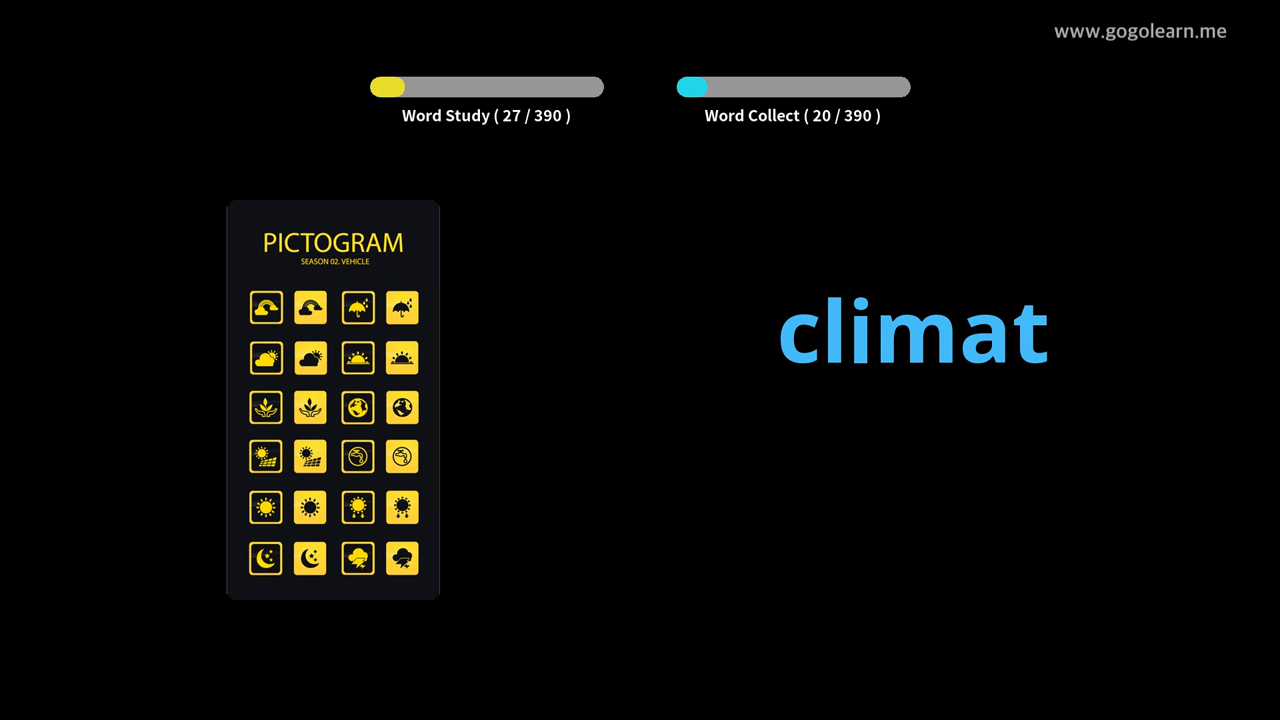 www.gogolearn.me
Word Study ( 27 / 390 )
Word Collect ( 20 / 390 )
PICTOGRAM
SEASON 02. VEHICLE
climat